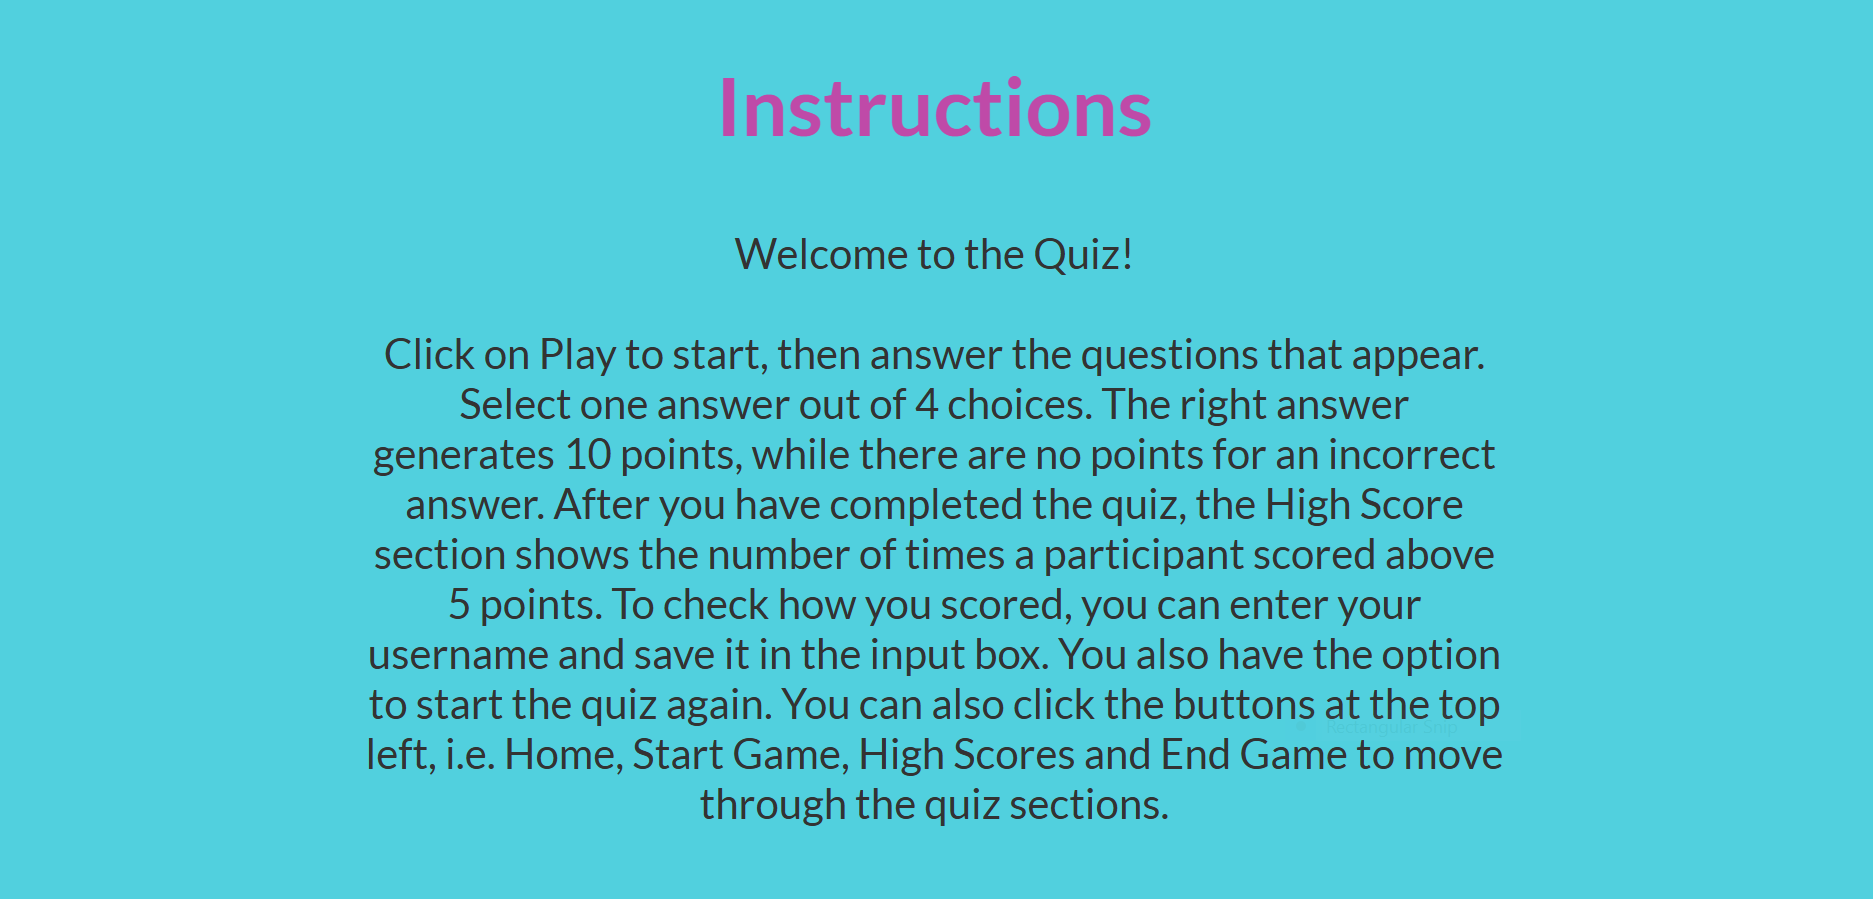 Instructions
Welcome to the Quiz!
Click on Play to start, then answer the questions that appear.
Select one answer out of 4 choices. The right answer
generates 10 points, while there are no points for an incorrect
answer. After you have completed the quiz, the High Score
section shows the number of times a participant scored above
5 points. To check how you scored, you can enter your
username and save it in the input box. You also have the option
to start the quiz again. You can also click the buttons at the top
Rectangular Snip
left, i.e. Home, Start Game, High Scores and End Game to move
through the quiz sections.